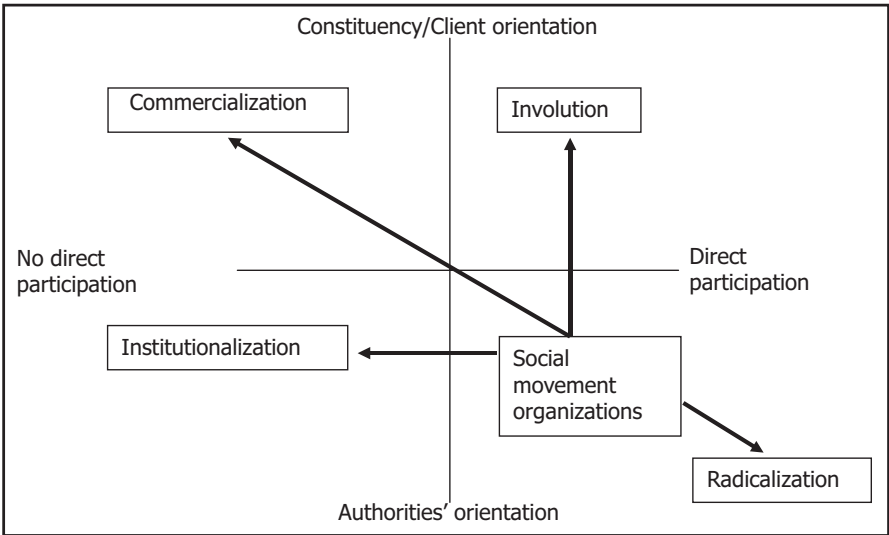 Constituency/Client orientation
Commercialization
Involution
No direct
participation
Direct
participation
Institutionalization
Social
movement
organizations
Radicalization
Authorities’ orientation